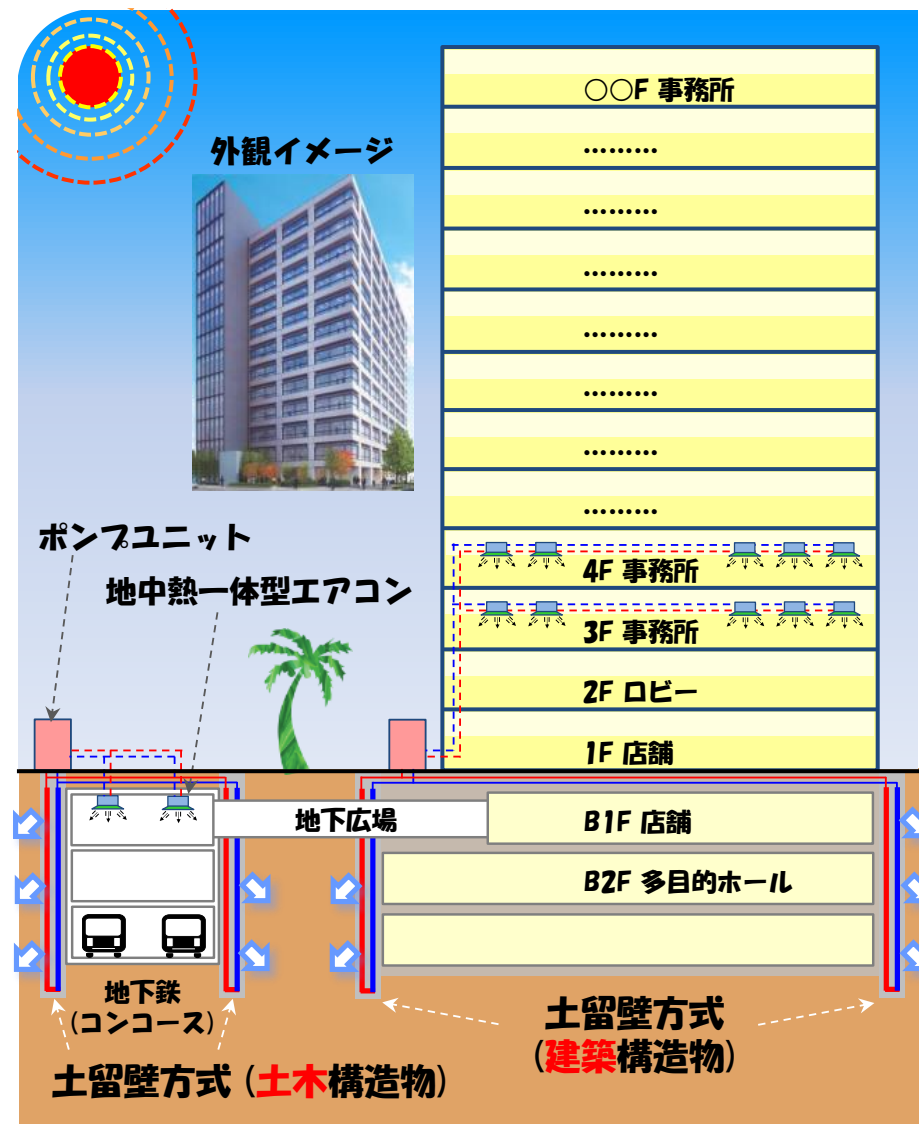 ○○F 事務所
外観イメージ
………
………
………
………
………
………
………
ポンプユニット
地中熱一体型エアコン
4F 事務所
3F 事務所
2F ロビー
1F 店舗
地下広場
B1F 店舗
B2F 多目的ホール
地下鉄
(コンコース)
土留壁方式
(建築構造物)
土留壁方式 (土木構造物)